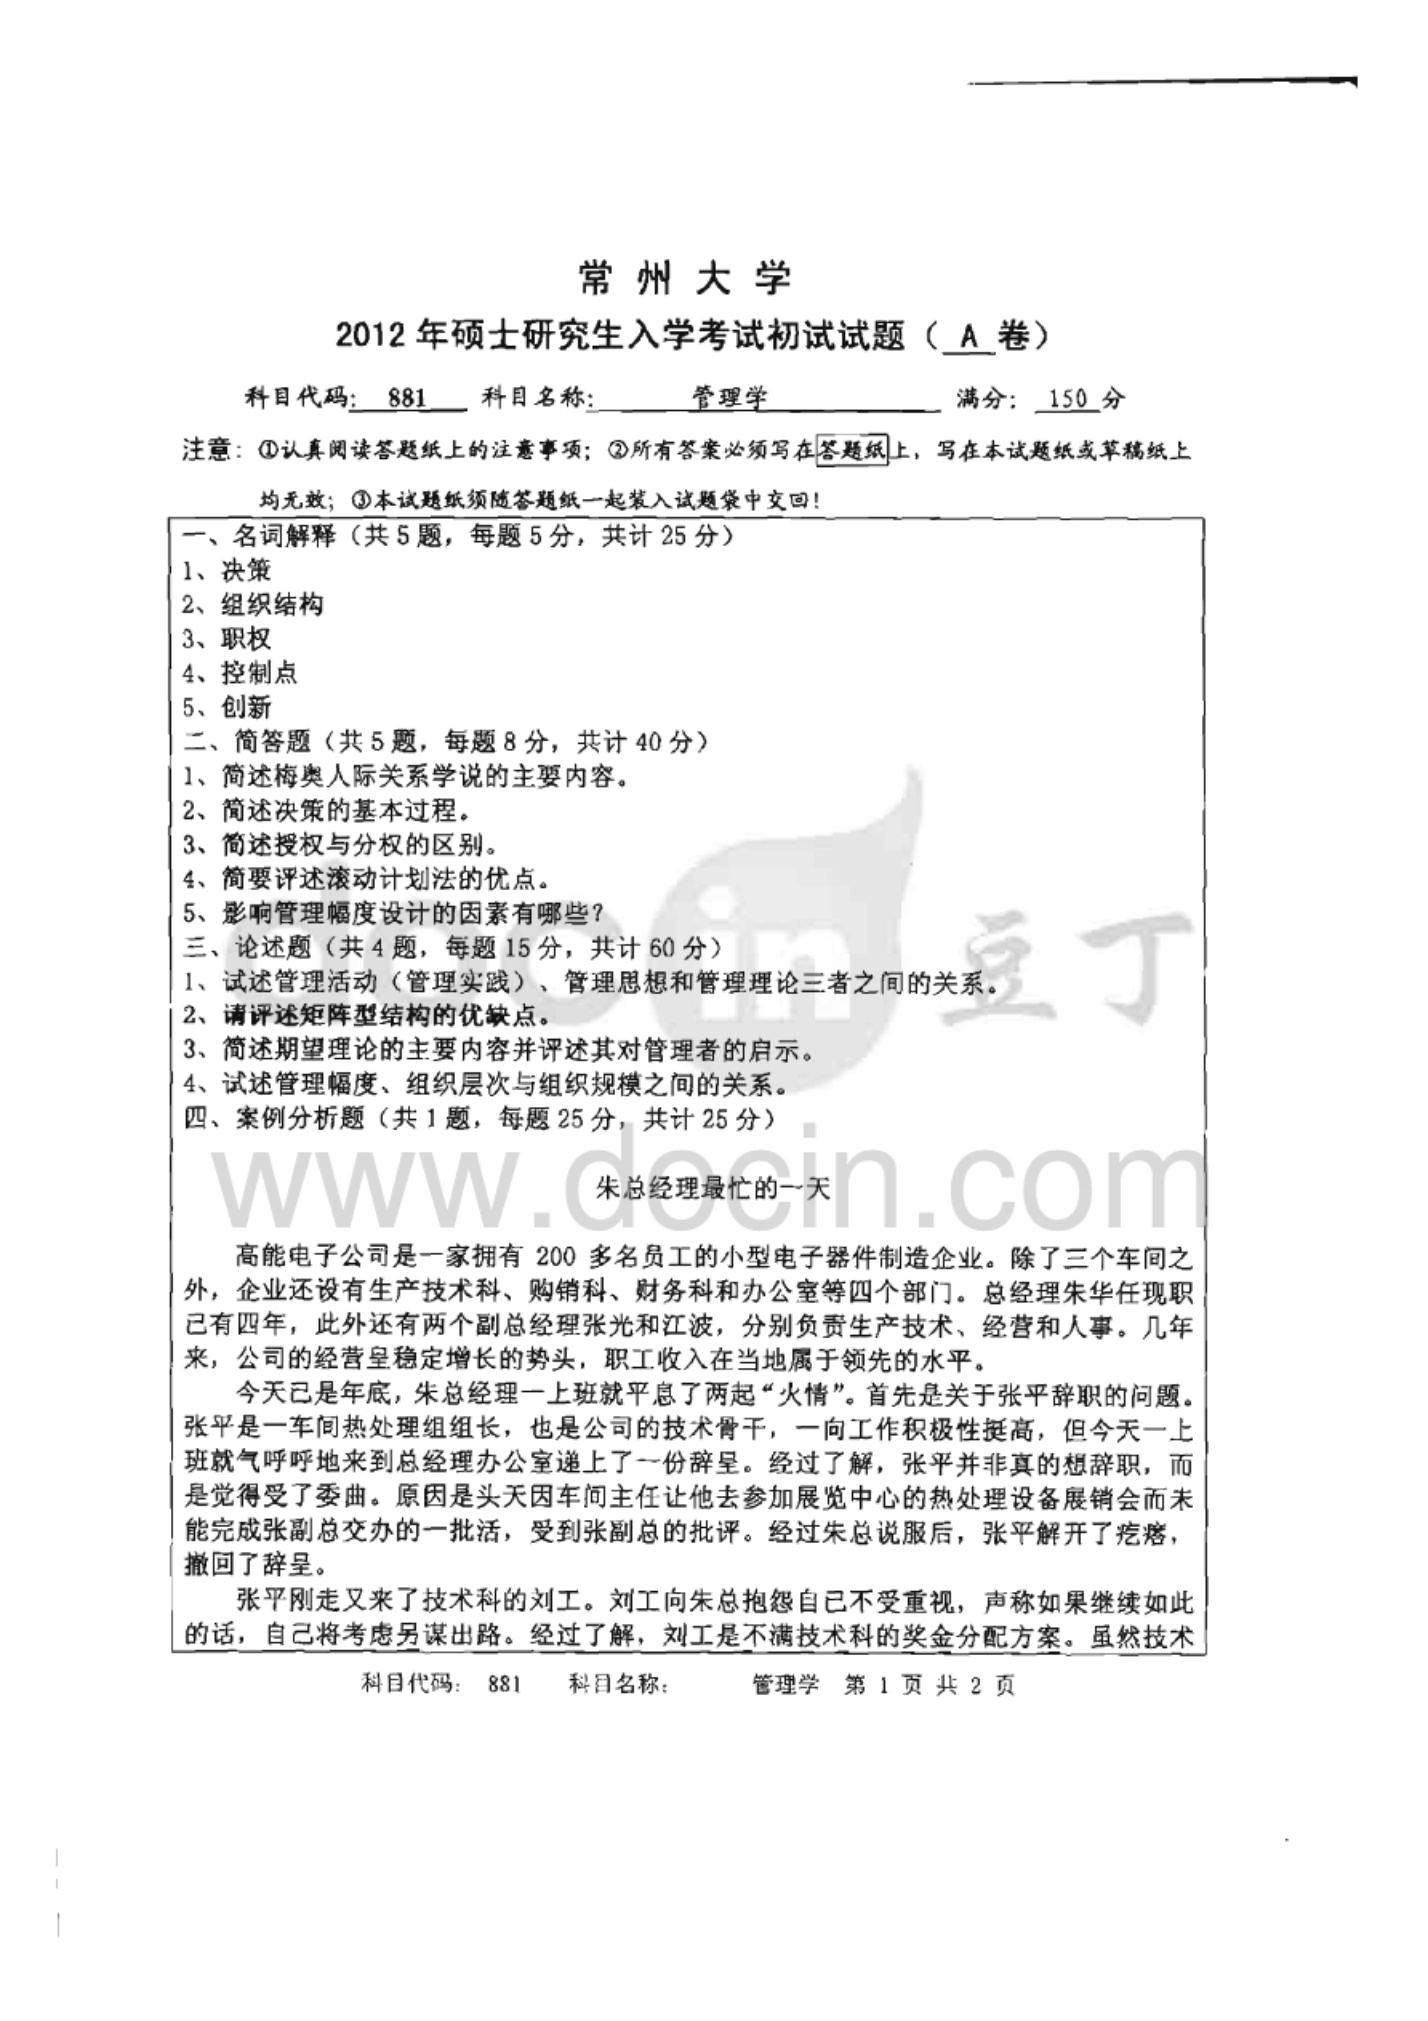 常州大学
2012年硕士研究生入学考试初试试题（ A 卷）
科目代码: 881 科目名称: 管理学 满分: 150 分
注意: ①认真阅读答题纸上的注意事项; ②所有答案必须写在答题纸上, 写在本试题纸或草稿纸上
均无效; ③本试题纸须随答题纸一起装入试题袋中交回!
一、名词解释（共5题，每题5分，共计25分）
1、决策
2、组织结构
3、职权
4、控制点
5、创新
二、简答题（共5题，每题8分，共计40分）
1、简述梅奥人际关系学说的主要内容。
2、简述决策的基本过程。
3、简述授权与分权的区别。
4、简要评述滚动计划法的优点。
5、影响管理幅度设计的因素有哪些?
三、论述题（共4题，每题15分，共计60分）
1、试述管理活动（管理实践）、管理思想和管理理论三者之间的关系。
2、请评述矩阵型结构的优缺点。
3、简述期望理论的主要内容并评述其对管理者的启示。
4、试述管理幅度、组织层次与组织规模之间的关系。
四、案例分析题（共1题，每题25分，共计25分）
朱总经理最忙的一天
高能电子公司是一家拥有 200 多名员工的小型电子器件制造企业。除了三个车间之
外，企业还设有生产技术科、购销科、财务科和办公室等四个部门。总经理朱华任现职
已有四年，此外还有两个副总经理张光和江波，分别负责生产技术、经营和人事。几年
来，公司的经营呈稳定增长的势头，职工收入在当地属于领先的水平。
今天已是年底，朱总经理一上班就平息了两起“火情”。首先是关于张平辞职的问题。
张平是一车间热处理组组长，也是公司的技术骨干，一向工作积极性挺高，但今天一上
班就气呼呼地来到总经理办公室递上了一份辞呈。经过了解，张平并非真的想辞职，而
是觉得受了委曲。原因是头天因车间主任让他去参加展览中心的热处理设备展销会而未
能完成张副总交办的一批活，受到张副总的批评。经过朱总说服后，张平解开了疙瘩，
撤回了辞呈。
张平刚走又来了技术科的刘工。刘工向朱总抱怨自己不受重视，声称如果继续如此
的话，自己将考虑另谋出路。经过了解，刘工是不满技术科的奖金分配方案。虽然技术
科目代码: 881 科目名称: 管理学 第 1 页 共 2 页
docin 豆丁
www.docin.com